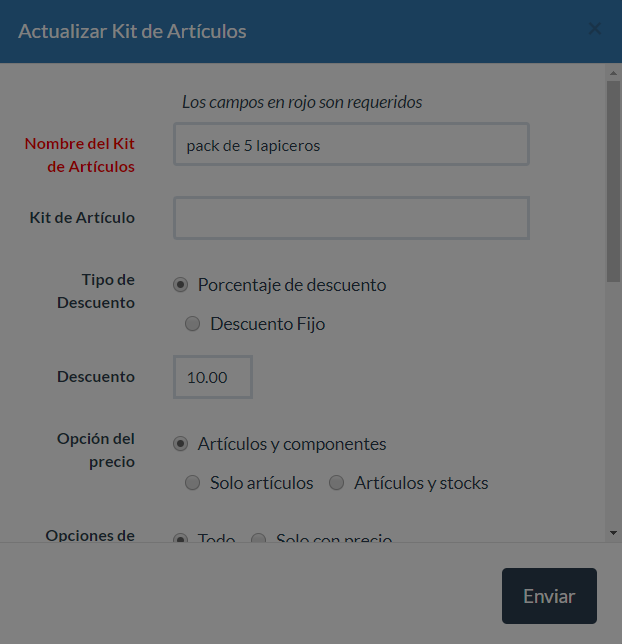 Actualizar Kit de Artículos
Los campos en rojo son requeridos
Nombre del Kit
de Artículos
pack de 5 lapiceros
Kit de Artículo
Tipo de
Descuento
Porcentaje de descuento
Descuento Fijo
Descuento
10.00
Opción del
precio
Artículos y componentes
Solo artículos
Artículos y stocks
Opciones de
Todo
Solo con precio
Enviar